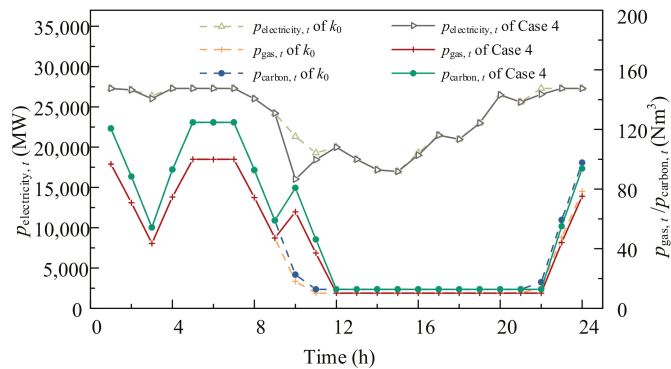 p_electricity, t of k_0
p_electricity, t of Case 4
p_gas, t of k_0
p_gas, t of Case 4
p_carbon, t of k_0
p_carbon, t of Case 4
p_electricity, t (MW)
35,000
30,000
25,000
20,000
15,000
10,000
5,000
0
200
160
120
80
40
0
p_gas, t/p_carbon, t (Nm³)
0 4 8 12 16 20 24
Time (h)